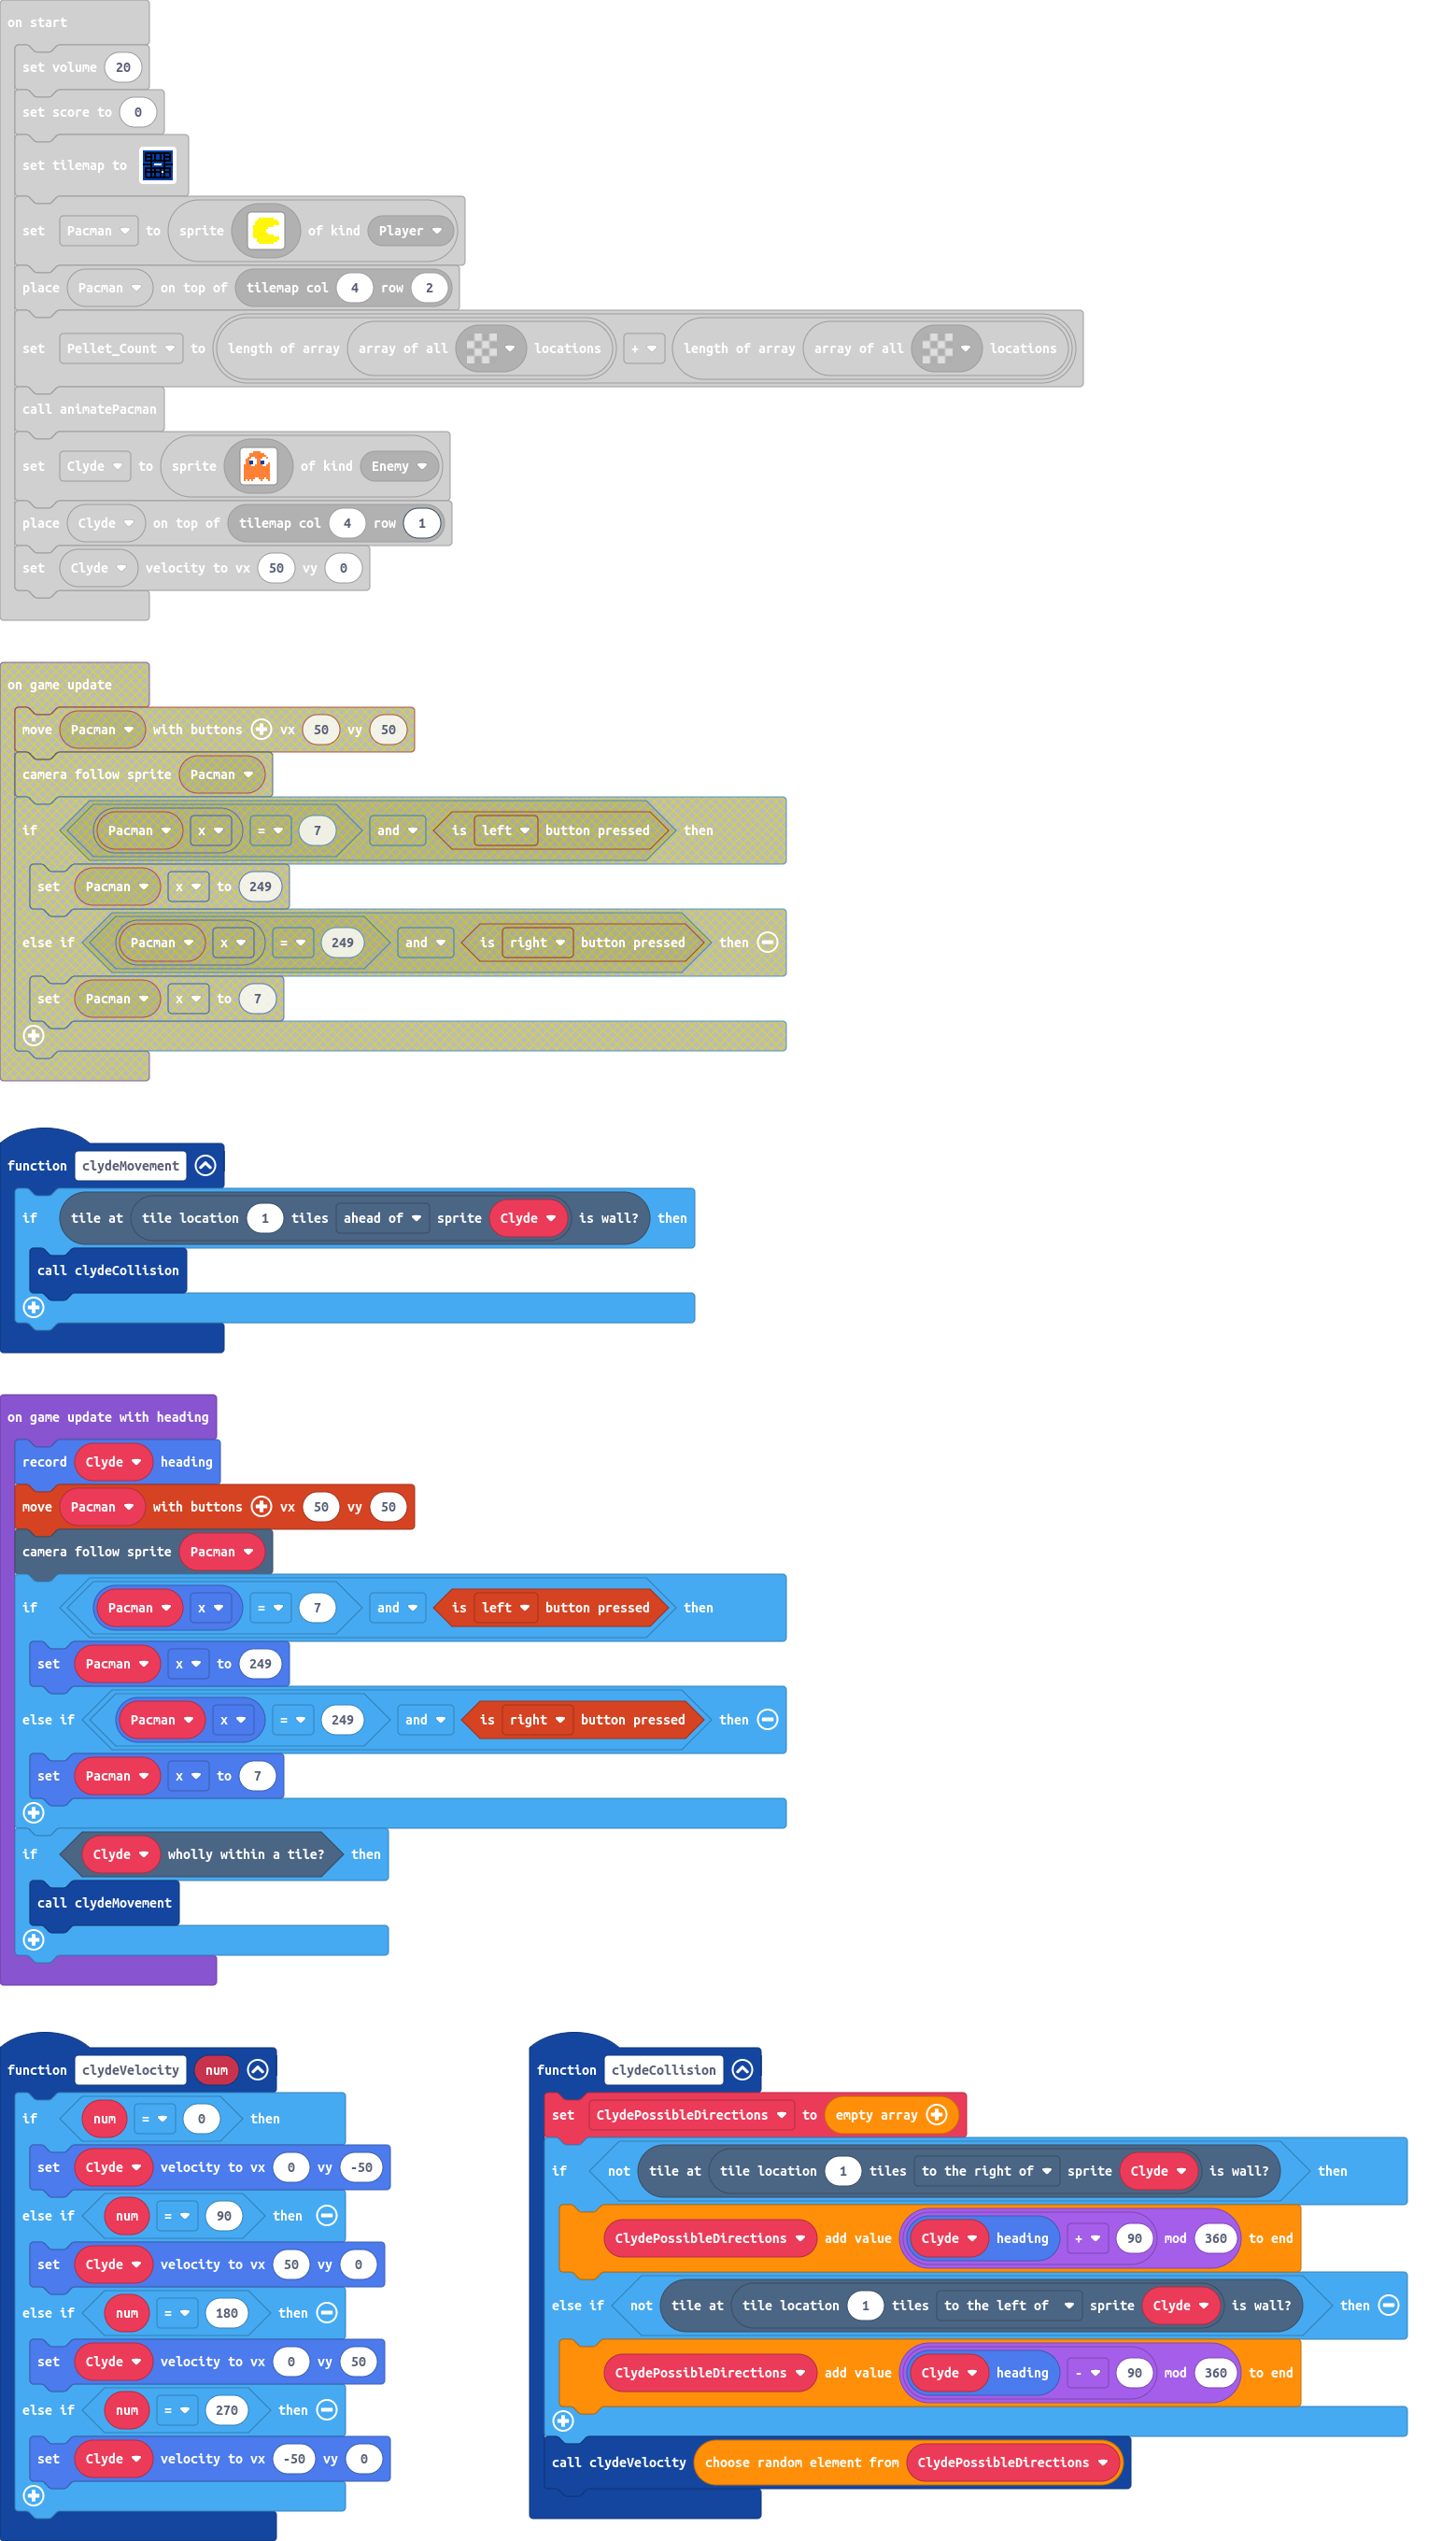 on start
set volume 20
set score to 0
set tilemap to
set Pacman to sprite of kind Player
place Pacman on top of tilemap col 4 row 2
set Pellet_Count to length of array array of all locations + length of array array of all locations
call animatePacman
set Clyde to sprite of kind Enemy
place Clyde on top of tilemap col 4 row 1
set Clyde velocity to vx 50 vy 0
on game update
move Pacman with buttons vx 50 vy 50
camera follow sprite Pacman
if Pacman x = 7 and is left button pressed then
set Pacman x to 249
else if Pacman x = 249 and is right button pressed then
set Pacman x to 7
function clydeMovement
if tile at tile location 1 tiles ahead of sprite Clyde is wall? then
call clydeCollision
on game update with heading
record Clyde heading
move Pacman with buttons vx 50 vy 50
camera follow sprite Pacman
if Pacman x = 7 and is left button pressed then
set Pacman x to 249
else if Pacman x = 249 and is right button pressed then
set Pacman x to 7
if Clyde wholly within a tile? then
call clydeMovement
function clydeVelocity num
if num = 0 then
set Clyde velocity to vx 0 vy -50
else if num = 90 then
set Clyde velocity to vx 50 vy 0
else if num = 180 then
set Clyde velocity to vx 0 vy 50
else if num = 270 then
set Clyde velocity to vx -50 vy 0
function clydeCollision
set ClydePossibleDirections to empty array
if not tile at tile location 1 tiles to the right of sprite Clyde is wall? then
ClydePossibleDirections add value Clyde heading + 90 mod 360 to end
else if not tile at tile location 1 tiles to the left of sprite Clyde is wall? then
ClydePossibleDirections add value Clyde heading - 90 mod 360 to end
call clydeVelocity choose random element from ClydePossibleDirections